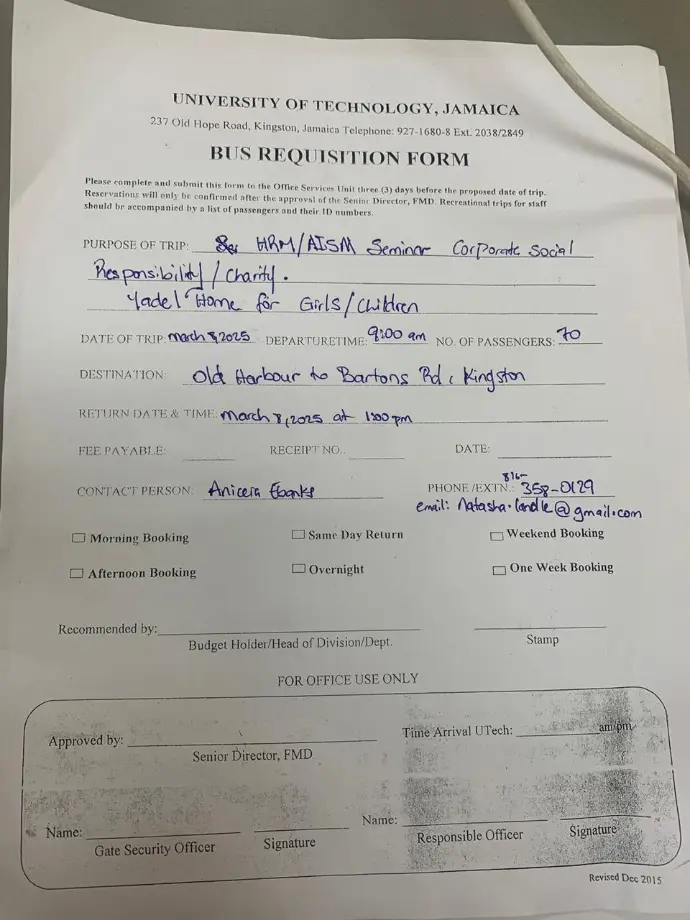 UNIVERSITY OF TECHNOLOGY, JAMAICA
237 Old Hope Road, Kingston, Jamaica Telephone: 927-1680-8 Ext. 2038/2849
BUS REQUISITION FORM
Please complete and submit this form to the Office Services Unit three (3) days before the proposed date of trip.
Reservations will only be confirmed after the approval of the Senior Director, FMD. Recreational trips for staff
should be accompanied by a list of passengers and their ID numbers.
PURPOSE OF TRIP: HRM/AISM Seminar Corporate Social
Responsibility/Charity.
Yadel Home for Girls/Children
DATE OF TRIP: march 8, 2025 DEPARTURETIME: 9:00 am NO. OF PASSENGERS: 70
DESTINATION: Old Harbour to Bartons Rd, Kingston
RETURN DATE & TIME: march 8, 2025 at 1:00 pm
FEE PAYABLE: RECEIPT NO.. DATE:
CONTACT PERSON: Ebanks PHONE/EXTN.: 876- 358-0129
email: Natasha.landle@gmail.com
Morning Booking Same Day Return Weekend Booking
Afternoon Booking Overnight One Week Booking
Recommended by:
Budget Holder/Head of Division/Dept. Stamp
FOR OFFICE USE ONLY
Approved by: Time Arrival UTech: am/pm
Senior Director, FMD
Name: Name:
Gate Security Officer Signature Responsible Officer Signature
Revised Dec 2015